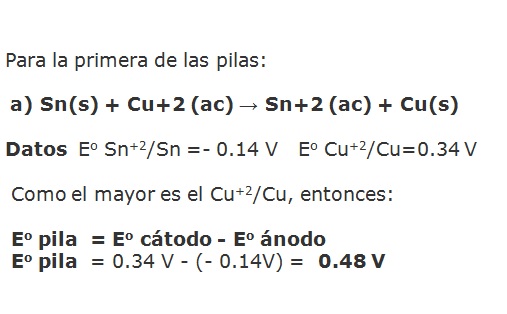 Para la primera de las pilas:
a) Sn(s) + Cu+2 (ac) → Sn+2 (ac) + Cu(s)
Datos Eº Sn⁺²/Sn =- 0.14 V Eº Cu⁺²/Cu=0.34 V
Como el mayor es el Cu⁺²/Cu, entonces:
Eº pila = Eº cátodo - Eº ánodo
Eº pila = 0.34 V - (- 0.14V) = 0.48 V